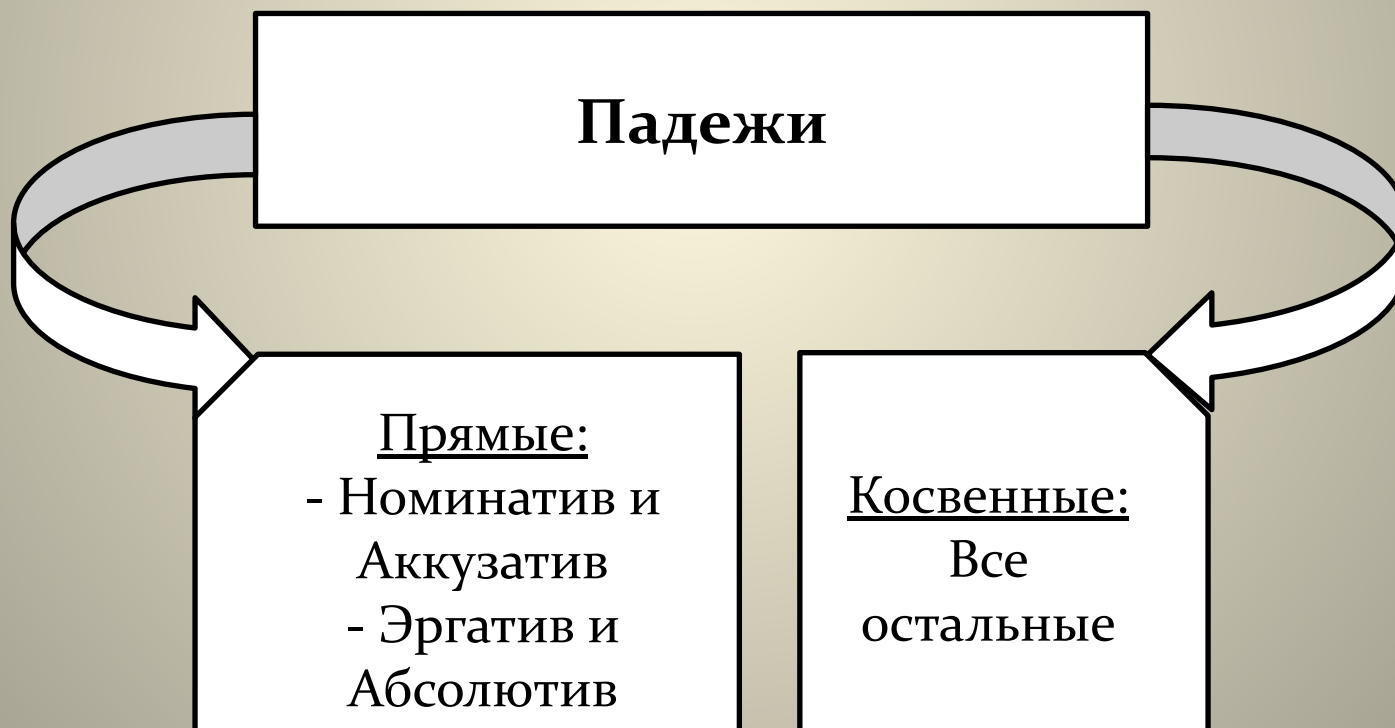 Падежи
Прямые:
- Номинатив и
Аккузатив
- Эргатив и
Абсолютив
Косвенные:
Все
остальные